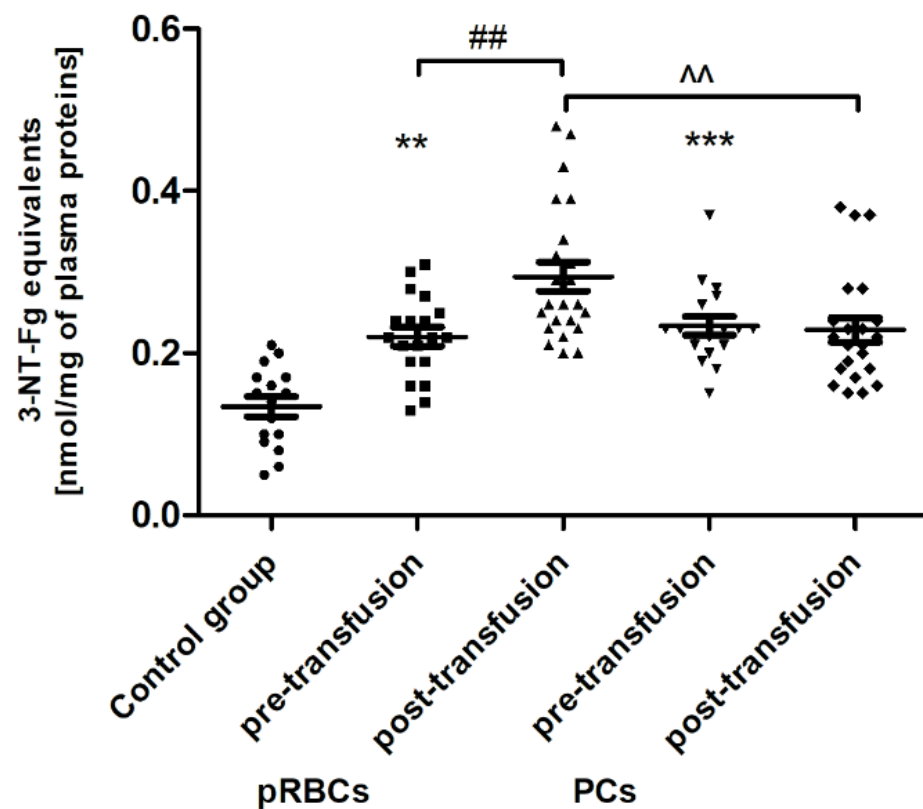 3-NT-Fg equivalents
[nmol/mg of plasma proteins]
0.6
0.4
0.2
0.0
##
^^
**
***
Control group
pre-transfusion
post-transfusion
pre-transfusion
post-transfusion
pRBCs
PCs